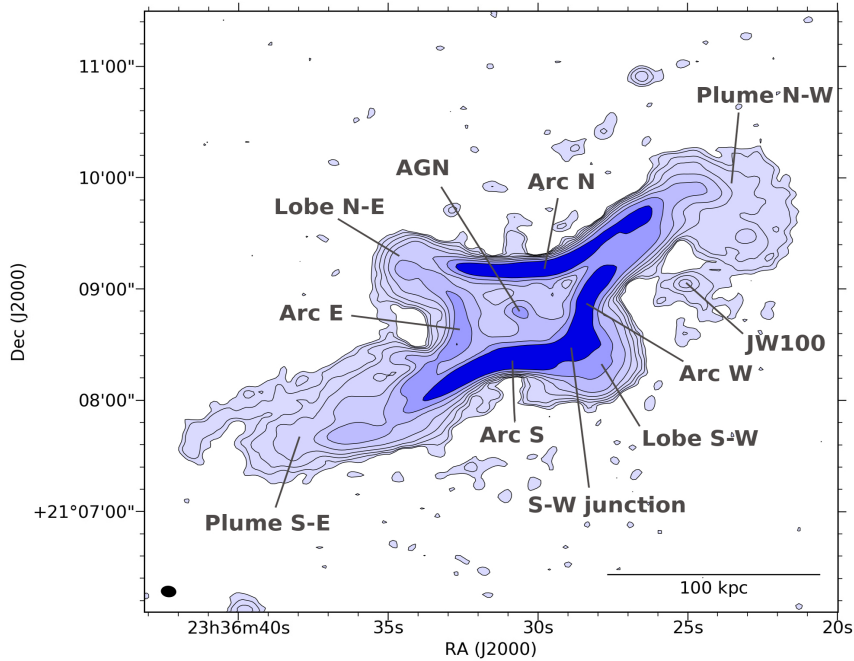 11'00"
Plume N-W
AGN
10'00"
Arc N
Lobe N-E
Dec (J2000)
09'00"
Arc E
JW100
Arc W
08'00"
Arc S
Lobe S-W
S-W junction
+21°07'00"
Plume S-E
100 kpc
23h36m40s 35s 30s 25s 20s
RA (J2000)